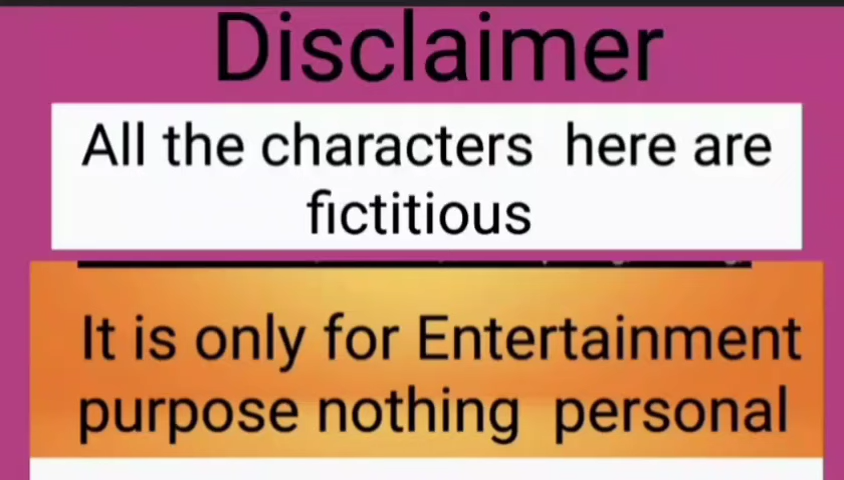 Disclaimer
All the characters here are
fictitious
It is only for Entertainment
purpose nothing personal